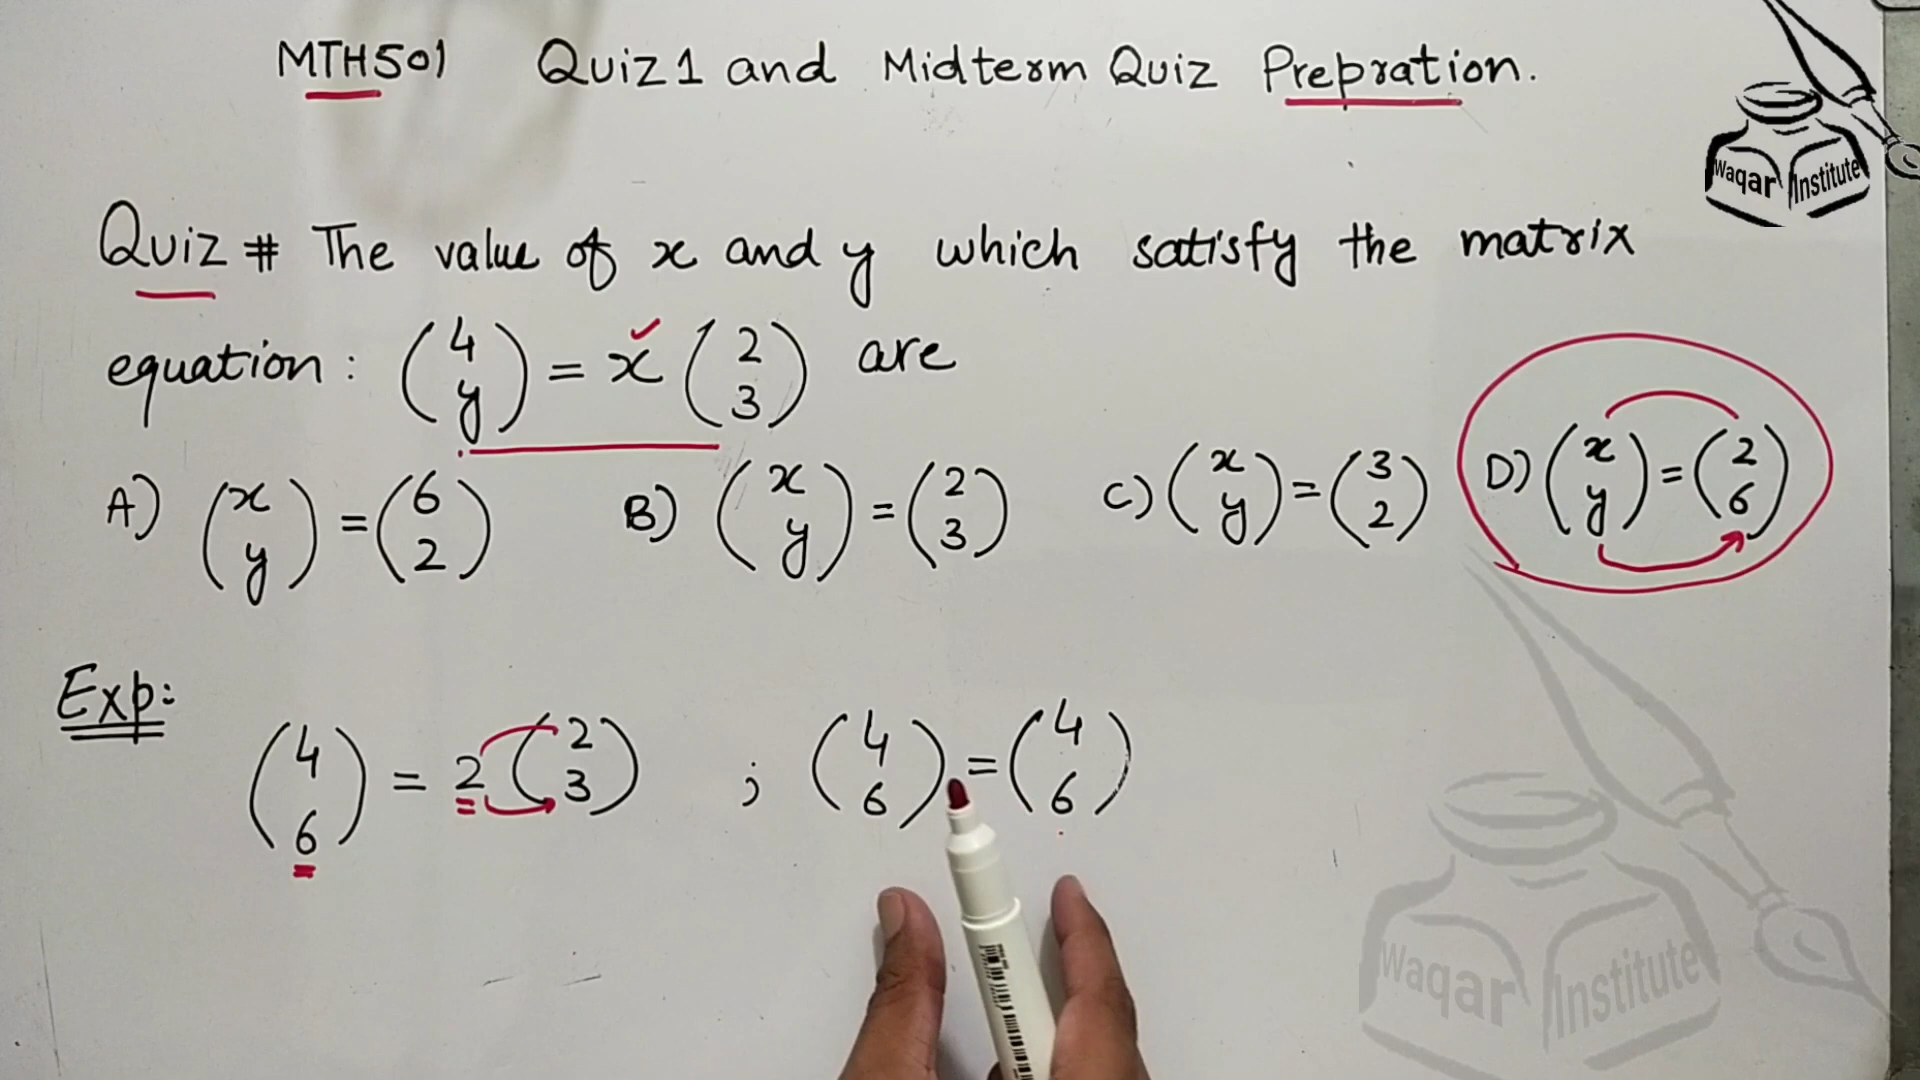 MTH501 Quiz1 and Midterm Quiz Prepration.
Waqar Institute
Quiz # The value of x and y which satisfy the matrix
equation: (4 y) = x (2 3) are
A) (x y) = (6 2) B) (x y) = (2 3) C) (x y) = (3 2) D) (x y) = (2 6)
Exp:
(4 6) = 2 (2 3) ; (4 6) = (4 6)
Waqar Institute